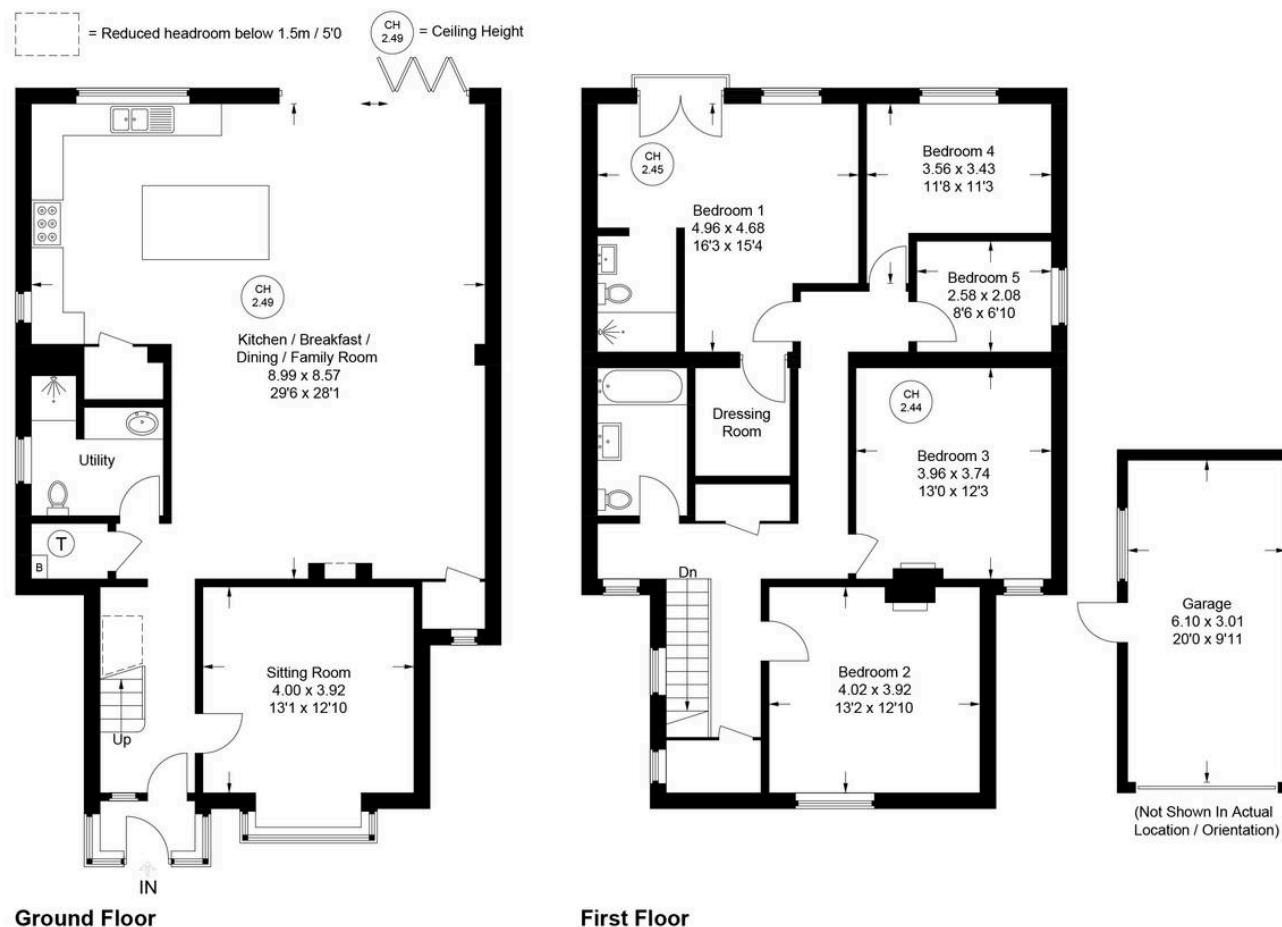 = Reduced headroom below 1.5m / 5'0
CH
2.49
= Ceiling Height
CH
2.49
Kitchen / Breakfast /
Dining / Family Room
8.99 x 8.57
29'6 x 28'1
Utility
T
B
Sitting Room
4.00 x 3.92
13'1 x 12'10
Up
IN
Ground Floor
CH
2.45
Bedroom 1
4.96 x 4.68
16'3 x 15'4
Bedroom 4
3.56 x 3.43
11'8 x 11'3
Bedroom 5
2.58 x 2.08
8'6 x 6'10
Dressing
Room
CH
2.44
Bedroom 3
3.96 x 3.74
13'0 x 12'3
Dn
Bedroom 2
4.02 x 3.92
13'2 x 12'10
First Floor
Garage
6.10 x 3.01
20'0 x 9'11
(Not Shown In Actual
Location / Orientation)